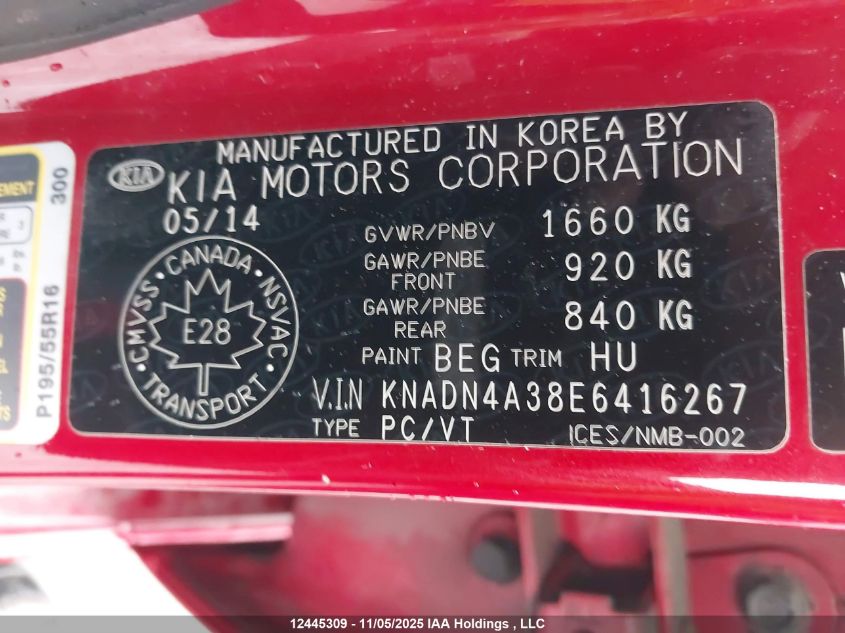 MANUFACTURED IN KOREA BY
KIA
KIA MOTORS CORPORATION
05/14
GVWR/PNBV 1660 KG
GAWR/PNBE FRONT 920 KG
GAWR/PNBE REAR 840 KG
PAINT BEG TRIM HU
V.I.N KNADN4A38E6416267
TYPE PC/VT ICES/NMB-002
CANADA
CMVSS · NSVAC
E28
TRANSPORT
300
P195/55R16
12445309 - 11/05/2025 IAA Holdings , LLC